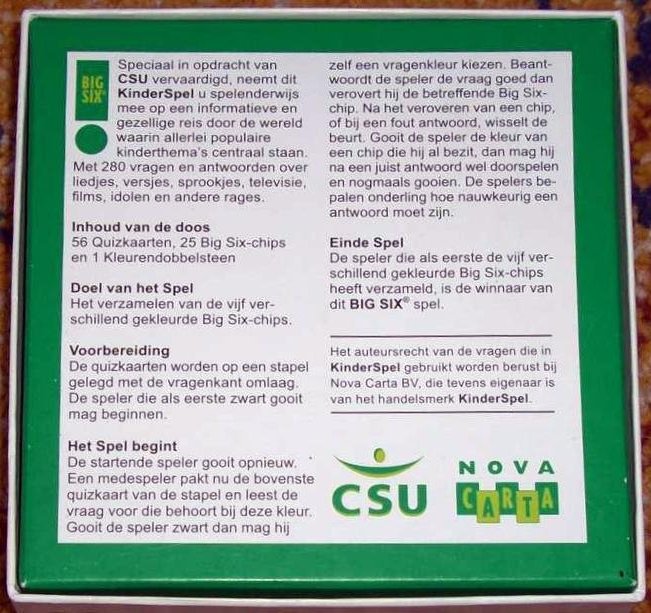 BIG
SIX®
Speciaal in opdracht van
CSU vervaardigd, neemt dit
KinderSpel u spelenderwijs
mee op een informatieve en
gezellige reis door de wereld
waarin allerlei populaire
kinderthema's centraal staan.
Met 280 vragen en antwoorden over
liedjes, versjes, sprookjes, televisie,
films, idolen en andere rages.
Inhoud van de doos
56 Quizkaarten, 25 Big Six-chips
en 1 Kleurendobbelsteen
Doel van het Spel
Het verzamelen van de vijf ver-
schillend gekleurde Big Six-chips.
Voorbereiding
De quizkaarten worden op een stapel
gelegd met de vragenkant omlaag.
De speler die als eerste zwart gooit
mag beginnen.
Het Spel begint
De startende speler gooit opnieuw.
Een medespeler pakt nu de bovenste
quizkaart van de stapel en leest de
vraag voor die behoort bij deze kleur.
Gooit de speler zwart dan mag hij
zelf een vragenkleur kiezen. Beant-
woordt de speler de vraag goed dan
verovert hij de betreffende Big Six-
chip. Na het veroveren van een chip,
of bij een fout antwoord, wisselt de
beurt. Gooit de speler de kleur van
een chip die hij al bezit, dan mag hij
na een juist antwoord wel doorspelen
en nogmaals gooien. De spelers be-
palen onderling hoe nauwkeurig een
antwoord moet zijn.
Einde Spel
De speler die als eerste de vijf ver-
schillend gekleurde Big Six-chips
heeft verzameld, is de winnaar van
dit BIG SIX® spel.
Het auteursrecht van de vragen die in
KinderSpel gebruikt worden berust bij
Nova Carta BV, die tevens eigenaar is
van het handelsmerk KinderSpel.
CSU
NOVA
CARTA